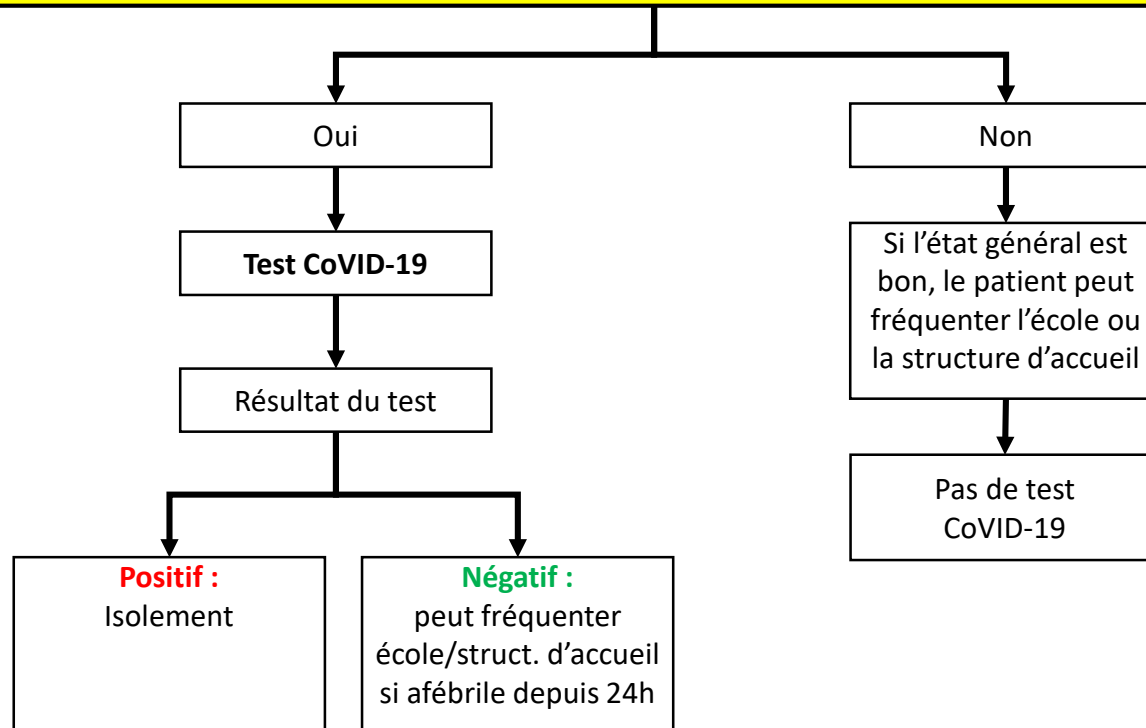 Oui
Non
Test CoVID-19
Si l’état général est
bon, le patient peut
fréquenter l’école ou
la structure d’accueil
Résultat du test
Pas de test
CoVID-19
Positif :
Isolement
Négatif :
peut fréquenter
école/struct. d’accueil
si afébrile depuis 24h